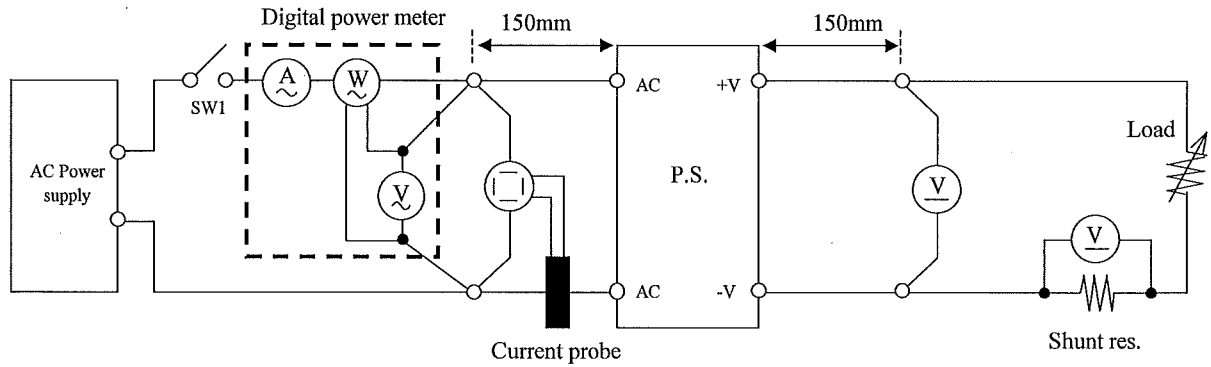 Digital power meter
150mm
150mm
A
W
SW1
AC
+V
Load
AC Power
supply
V
P.S.
V
V
AC
-V
Current probe
Shunt res.